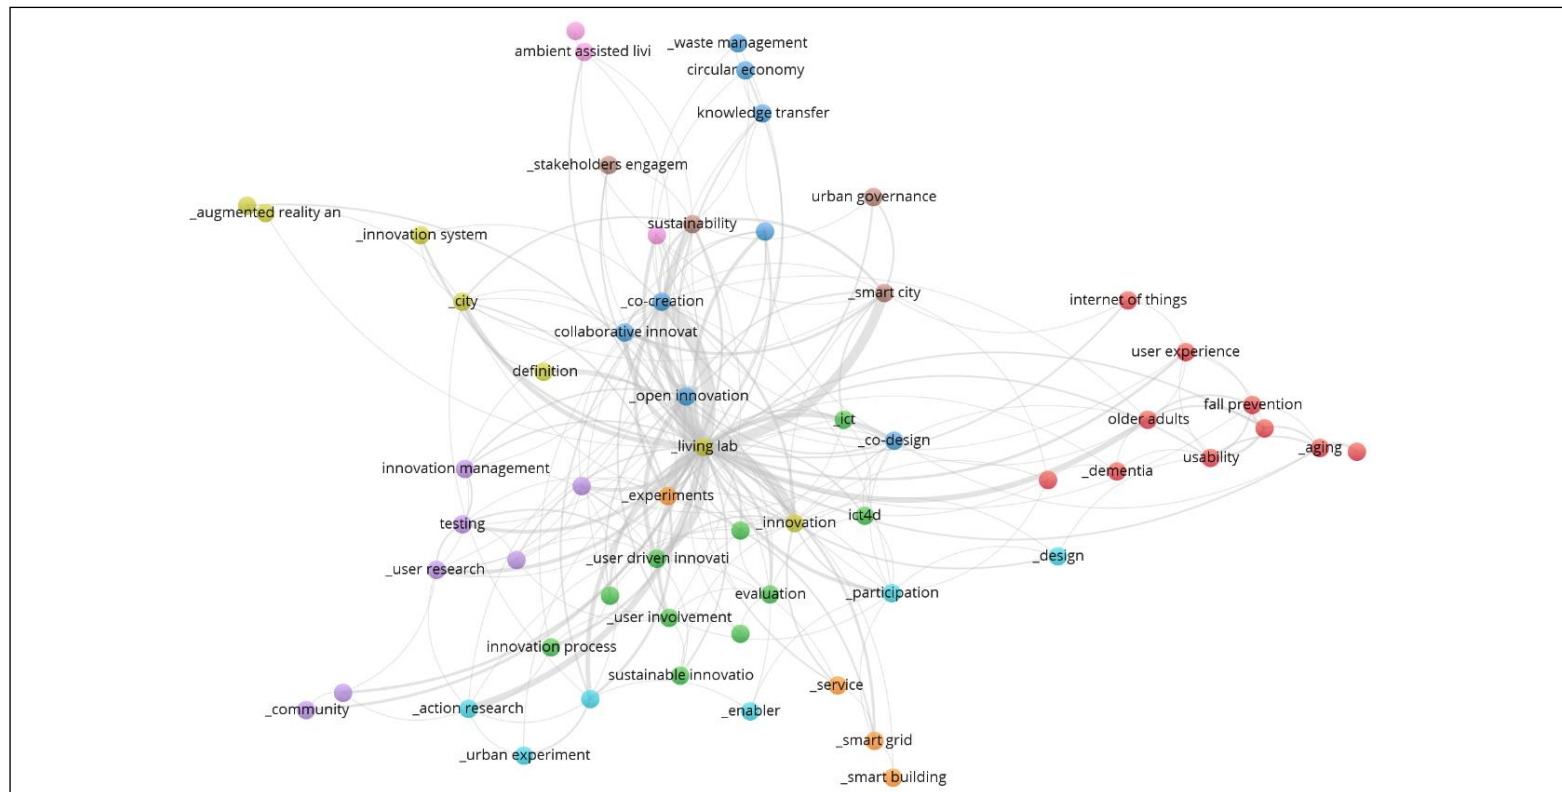 ambient assisted livi
_waste management
circular economy
knowledge transfer
_stakeholders engagem
urban governance
_augmented reality an
_innovation system
sustainability
_city
_co-creation
_smart city
internet of things
collaborative innovat
user experience
definition
_open innovation
fall prevention
_ict
older adults
_living lab
_co-design
_aging
usability
innovation management
_dementia
_experiments
testing
_innovation
ict4d
_user research
_user driven innovati
_design
evaluation
_participation
_user involvement
innovation process
sustainable innovatio
_service
_community
_action research
_enabler
_smart grid
_urban experiment
_smart building